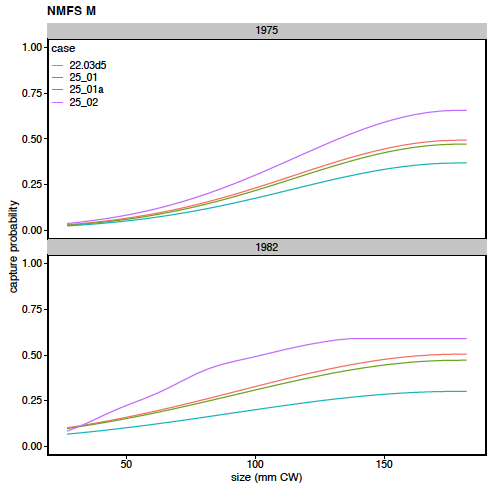 NMFS M
1975
1.00
case
22.03d5
25_01
25_01a
25_02
0.75
0.50
0.25
0.00
capture probability
1982
1.00
0.75
0.50
0.25
0.00
50 100 150
size (mm CW)